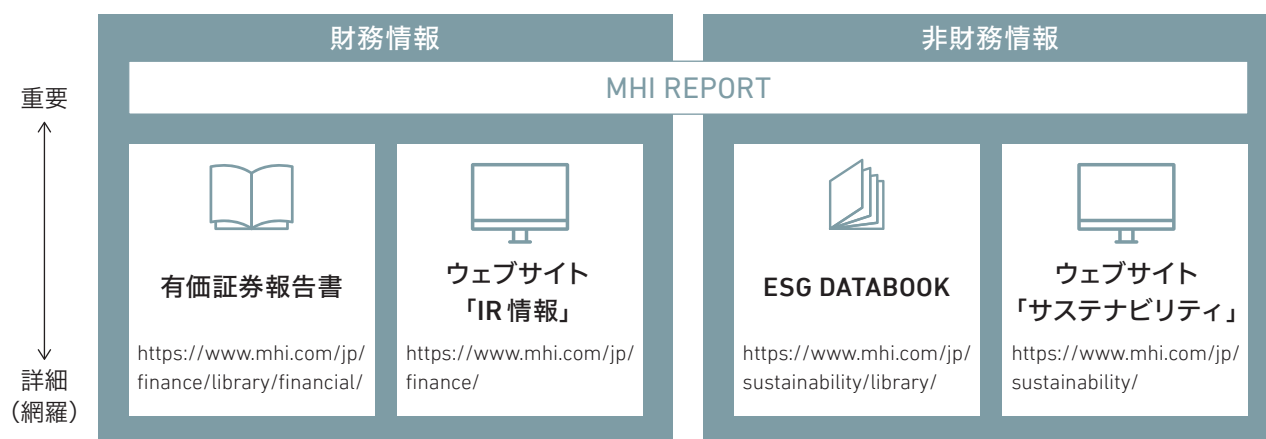 財務情報
非財務情報
MHI REPORT
重要
詳細
（網羅）
有価証券報告書
https://www.mhi.com/jp/
finance/library/financial/
ウェブサイト
「IR情報」
https://www.mhi.com/jp/
finance/
ESG DATABOOK
https://www.mhi.com/jp/
sustainability/library/
ウェブサイト
「サステナビリティ」
https://www.mhi.com/jp/
sustainability/